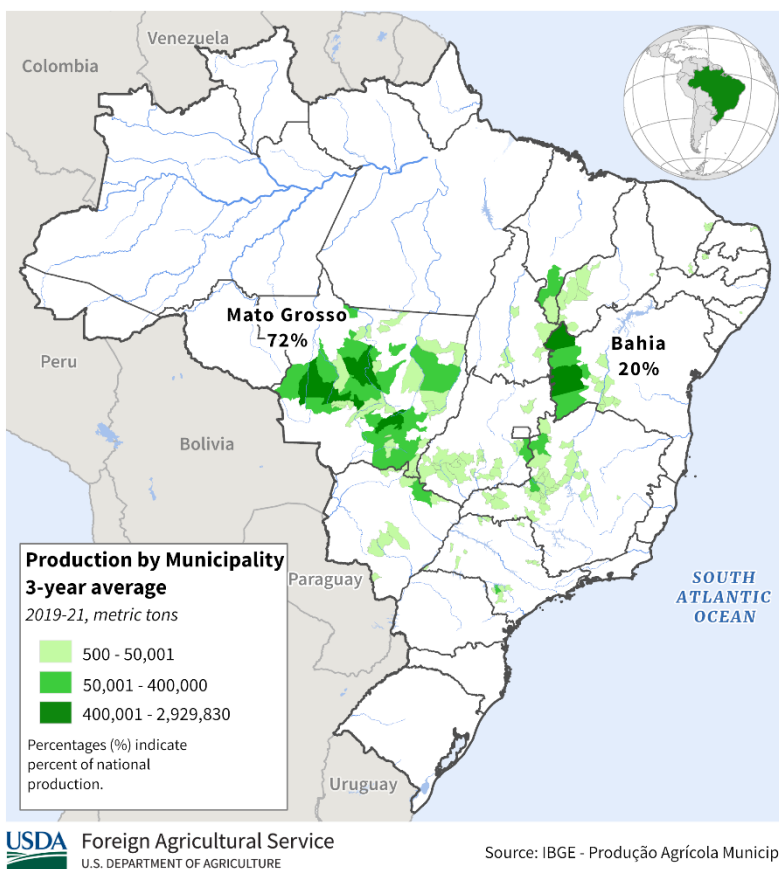 Venezuela
Colombia
Mato Grosso
72%
Bahia
20%
Peru
Bolivia
Production by Municipality
3-year average
2019-21, metric tons
500 - 50,001
50,001 - 400,000
400,001 - 2,929,830
Percentages (%) indicate
percent of national
production.
Paraguay
SOUTH
ATLANTIC
OCEAN
Uruguay
USDA
Foreign Agricultural Service
U.S. DEPARTMENT OF AGRICULTURE
Source: IBGE - Produção Agrícola Municip